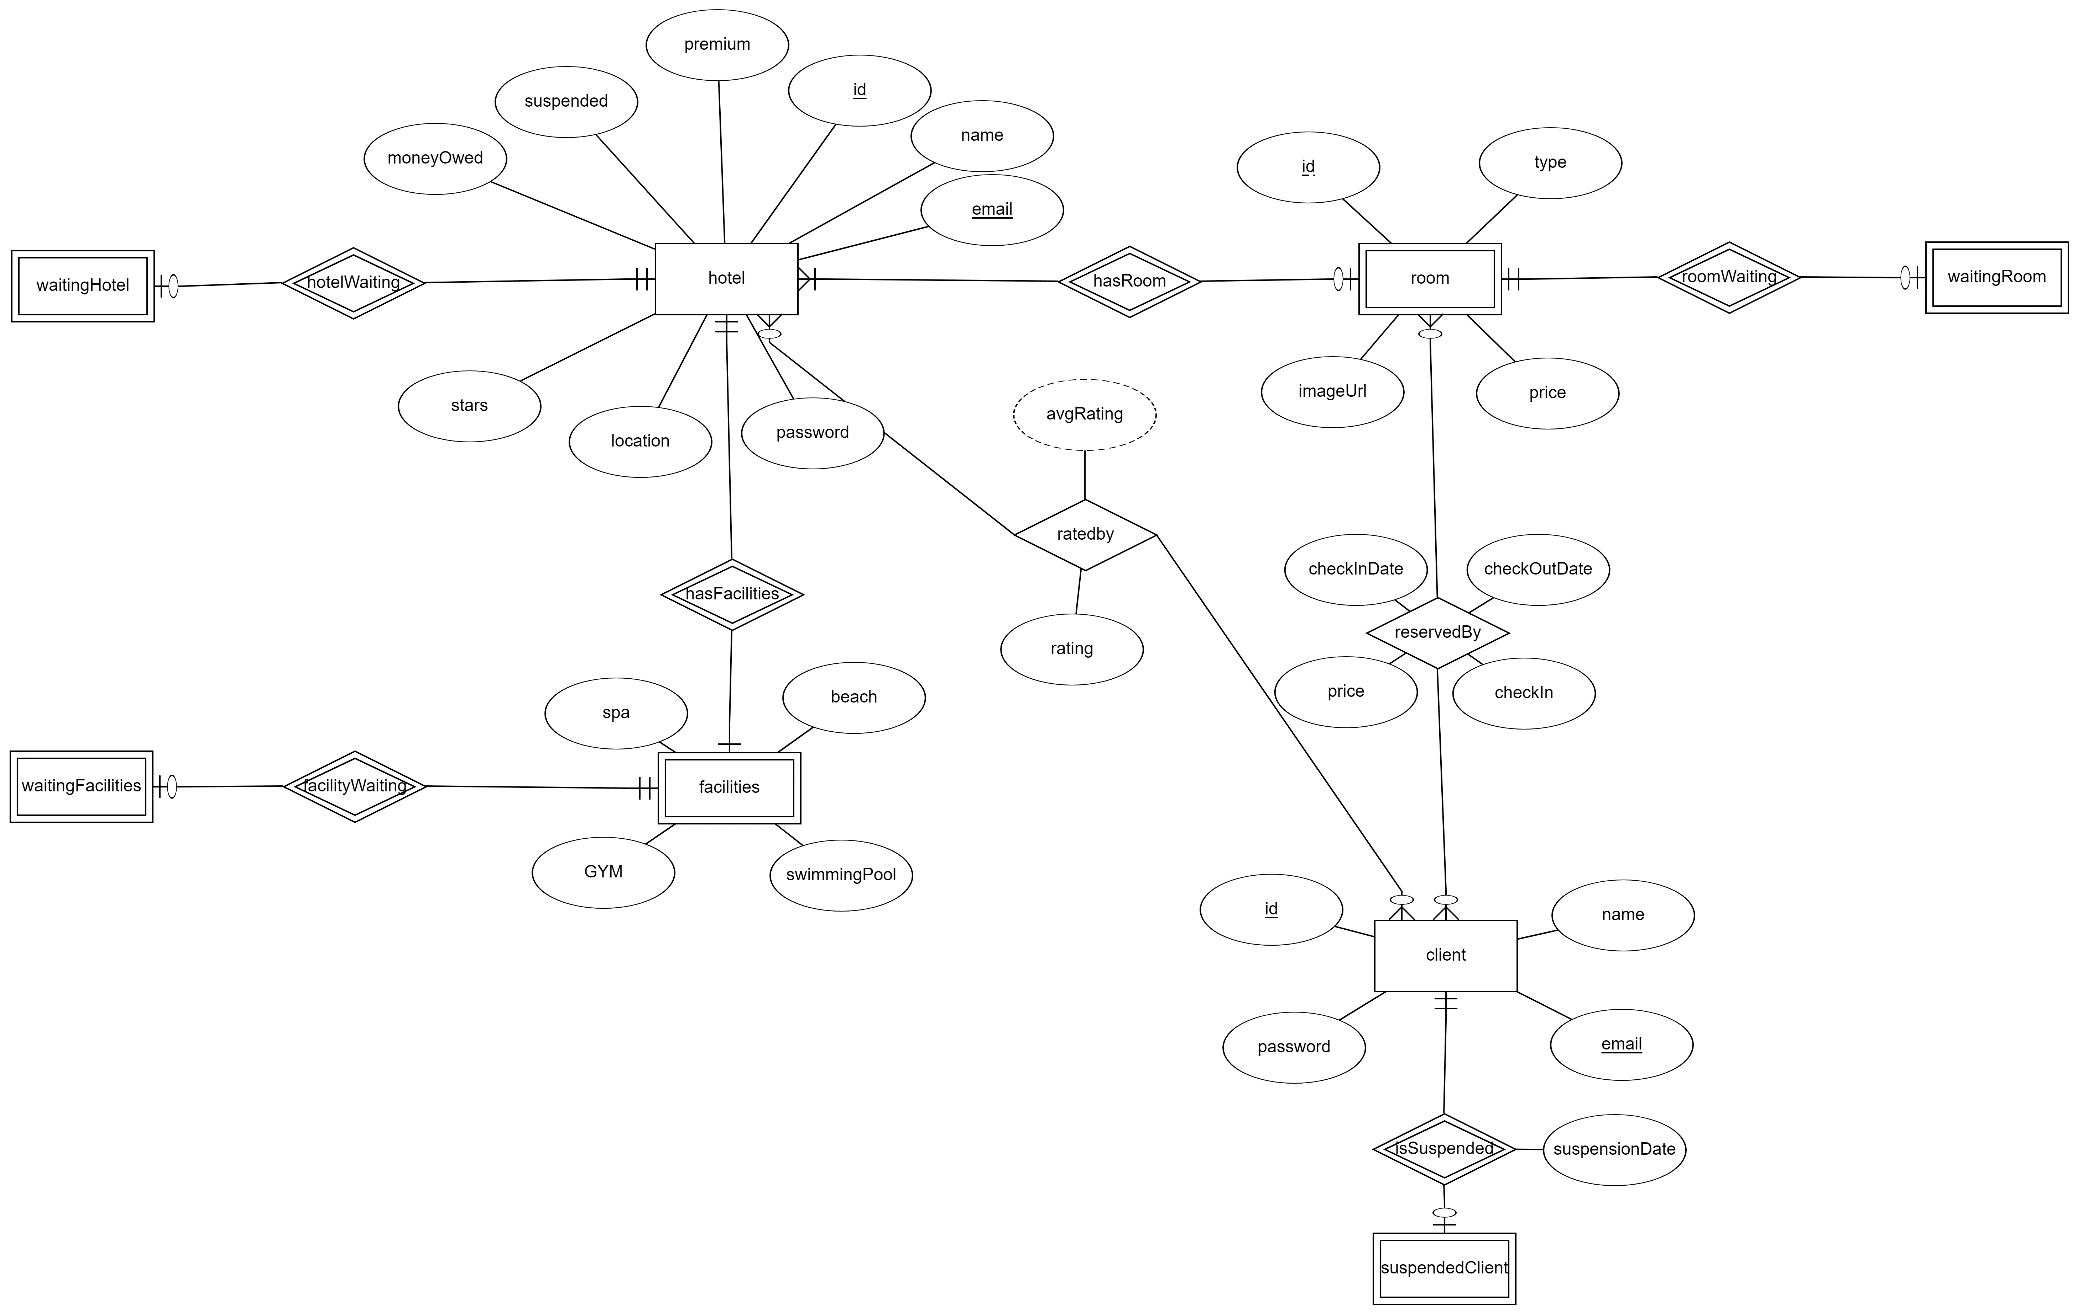 premium
suspended
id
name
moneyOwed
email
id
type
waitingHotel
hotelWaiting
hotel
hasRoom
room
roomWaiting
waitingRoom
stars
location
password
avgRating
imageUrl
price
ratedby
hasFacilities
rating
checkInDate
checkOutDate
reservedBy
price
checkIn
spa
beach
waitingFacilities
facilityWaiting
facilities
GYM
swimmingPool
id
name
client
password
email
isSuspended
suspensionDate
suspendedClient